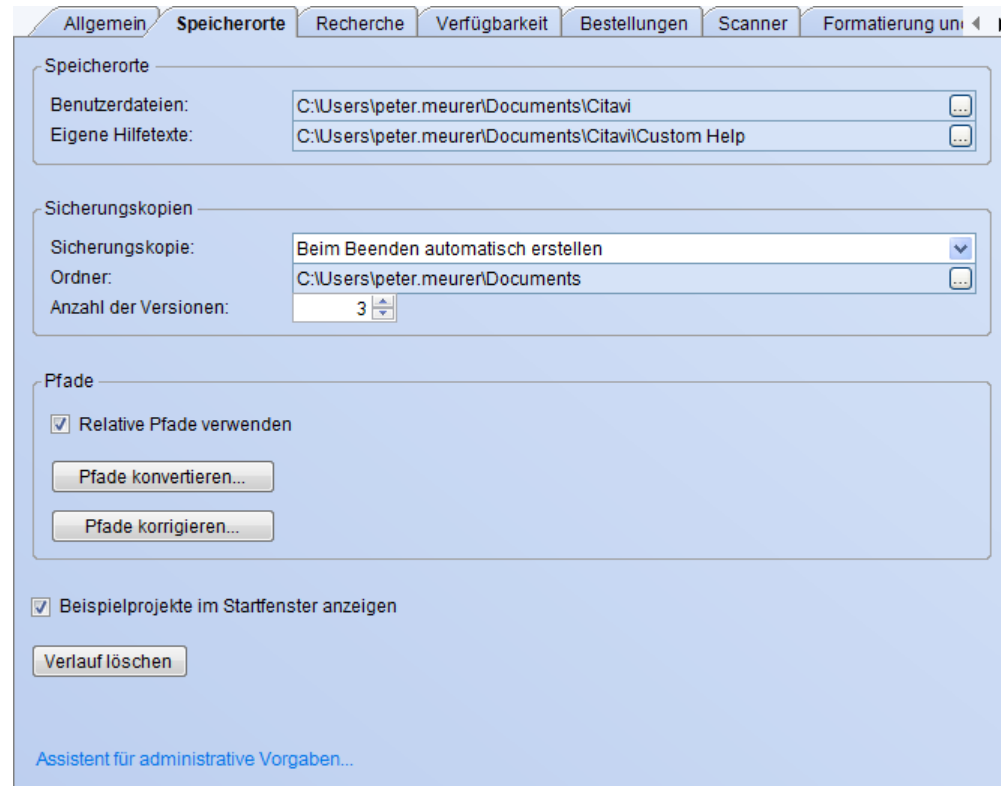 Allgemein Speicherorte Recherche Verfügbarkeit Bestellungen Scanner Formatierung
Speicherorte
Benutzerdateien: C:\Users\peter.meurer\Documents\Citavi ...
Eigene Hilfetexte: C:\Users\peter.meurer\Documents\Citavi\Custom Help ...
Sicherungskopien
Sicherungskopie: Beim Beenden automatisch erstellen
Ordner: C:\Users\peter.meurer\Documents ...
Anzahl der Versionen: 3
Pfade
Relative Pfade verwenden
Pfade konvertieren...
Pfade korrigieren...
Beispielprojekte im Startfenster anzeigen
Verlauf löschen
Assistent für administrative Vorgaben...